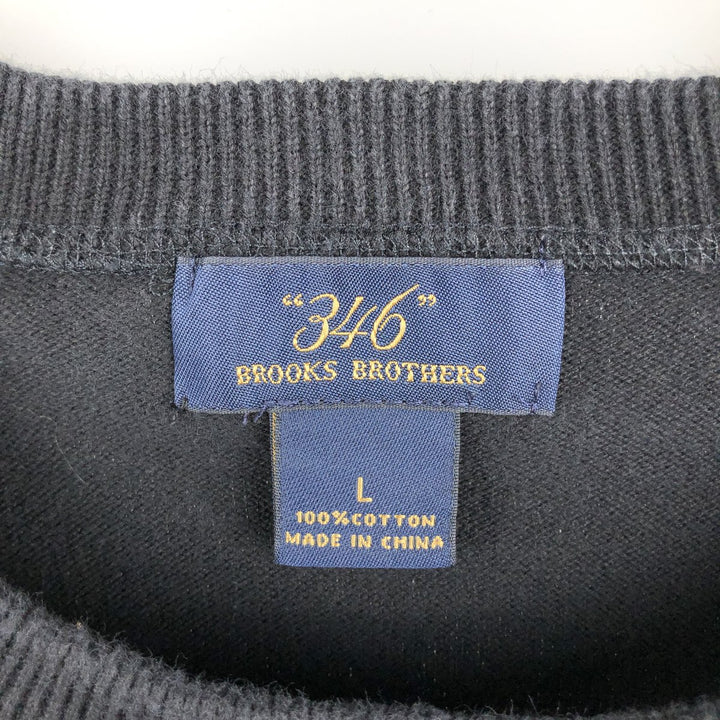 “346”
BROOKS BROTHERS
L
100%COTTON
MADE IN CHINA